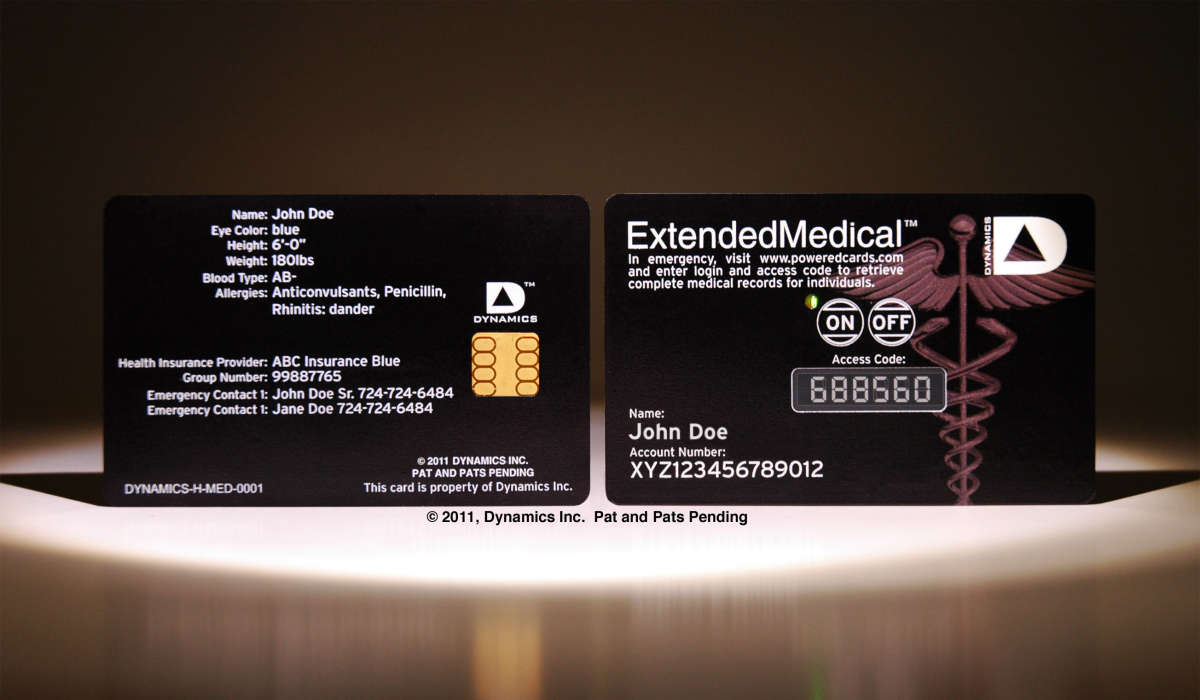 Name: John Doe
Eye Color: blue
Height: 6'-0"
Weight: 180lbs
Blood Type: AB-
Allergies: Anticonvulsants, Penicillin,
Rhinitis: dander
D™
DYNAMICS
Health Insurance Provider: ABC Insurance Blue
Group Number: 99887765
Emergency Contact 1: John Doe Sr. 724-724-6484
Emergency Contact 1: Jane Doe 724-724-6484
© 2011 DYNAMICS INC.
PAT AND PATS PENDING
This card is property of Dynamics Inc.
DYNAMICS-H-MED-0001
ExtendedMedical™
In emergency, visit www.poweredcards.com
and enter login and access code to retrieve
complete medical records for individuals.
DYNAMICS
D
ON OFF
Access Code:
688560
Name:
John Doe
Account Number:
XYZ123456789012
© 2011, Dynamics Inc. Pat and Pats Pending